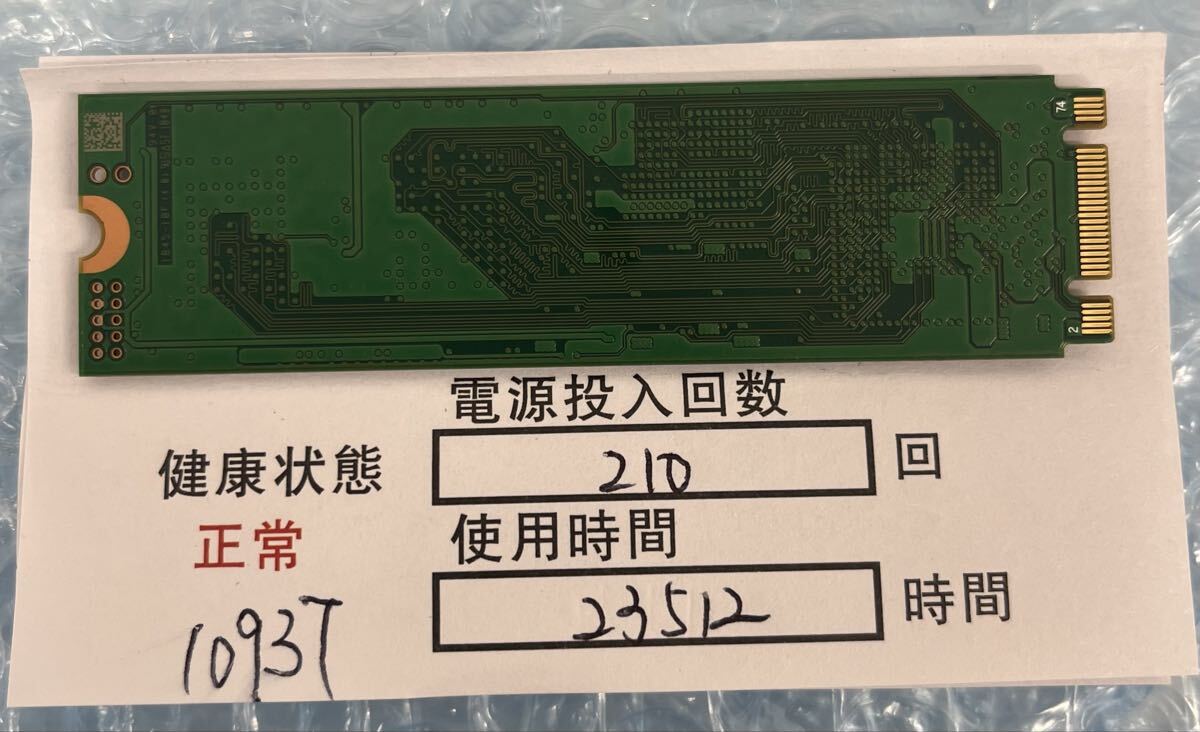 74
2
電源投入回数
健康状態 210 回
正常 使用時間
23512 時間
10937